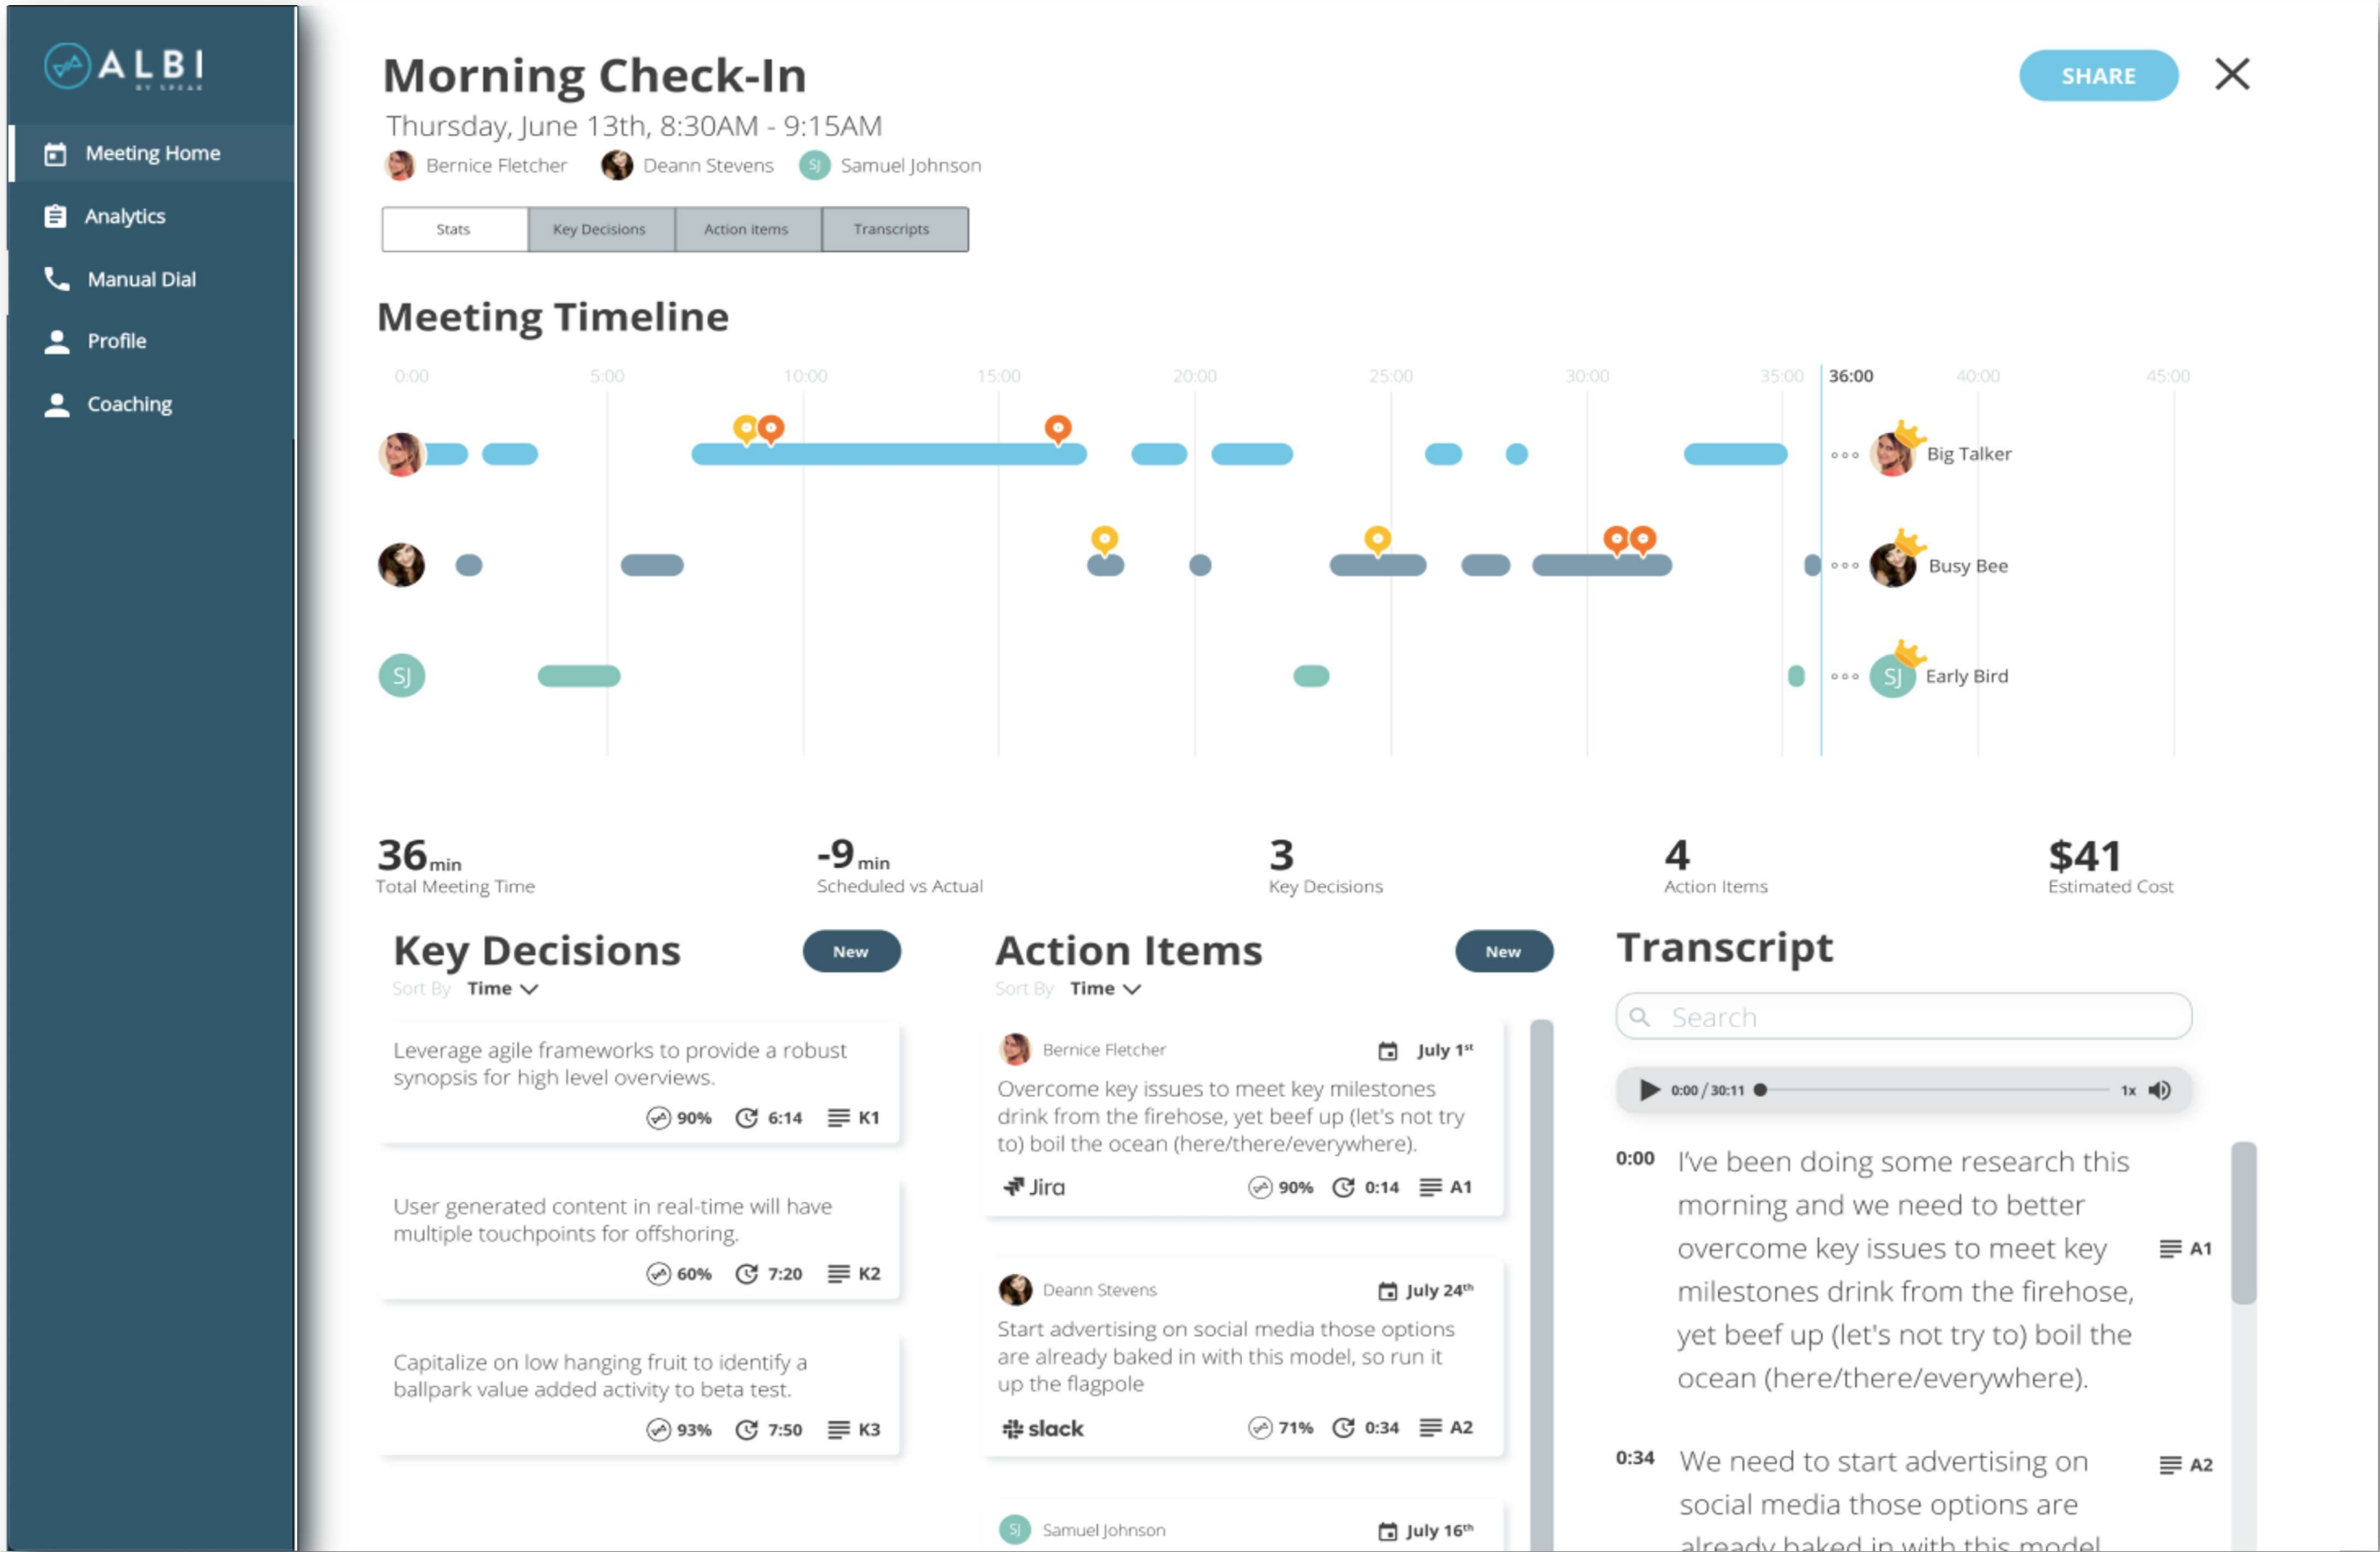 ALBI
BY SPEAK
Meeting Home
Analytics
Manual Dial
Profile
Coaching
Morning Check-In
SHARE
Thursday, June 13th, 8:30AM - 9:15AM
Bernice Fletcher
Deann Stevens
SJ
Samuel Johnson
Stats
Key Decisions
Action items
Transcripts
Meeting Timeline
0:00 5:00 10:00 15:00 20:00 25:00 30:00 35:00 36:00 40:00 45:00
Big Talker
Busy Bee
SJ
SJ
Early Bird
36 min
Total Meeting Time
-9 min
Scheduled vs Actual
3
Key Decisions
4
Action Items
$41
Estimated Cost
Key Decisions
New
Sort By Time
Leverage agile frameworks to provide a robust
synopsis for high level overviews.
90% 6:14 K1
User generated content in real-time will have
multiple touchpoints for offshoring.
60% 7:20 K2
Capitalize on low hanging fruit to identify a
ballpark value added activity to beta test.
93% 7:50 K3
Action Items
New
Sort By Time
Bernice Fletcher
July 1st
Overcome key issues to meet key milestones
drink from the firehose, yet beef up (let's not try
to) boil the ocean (here/there/everywhere).
Jira
90% 0:14 A1
Deann Stevens
July 24th
Start advertising on social media those options
are already baked in with this model, so run it
up the flagpole
slack
71% 0:34 A2
SJ
Samuel Johnson
July 16th
Transcript
Search
0:00 / 30:11
1x
0:00
I've been doing some research this
morning and we need to better
overcome key issues to meet key
A1
milestones drink from the firehose,
yet beef up (let's not try to) boil the
ocean (here/there/everywhere).
0:34
We need to start advertising on
A2
social media those options are
already baked in with this model